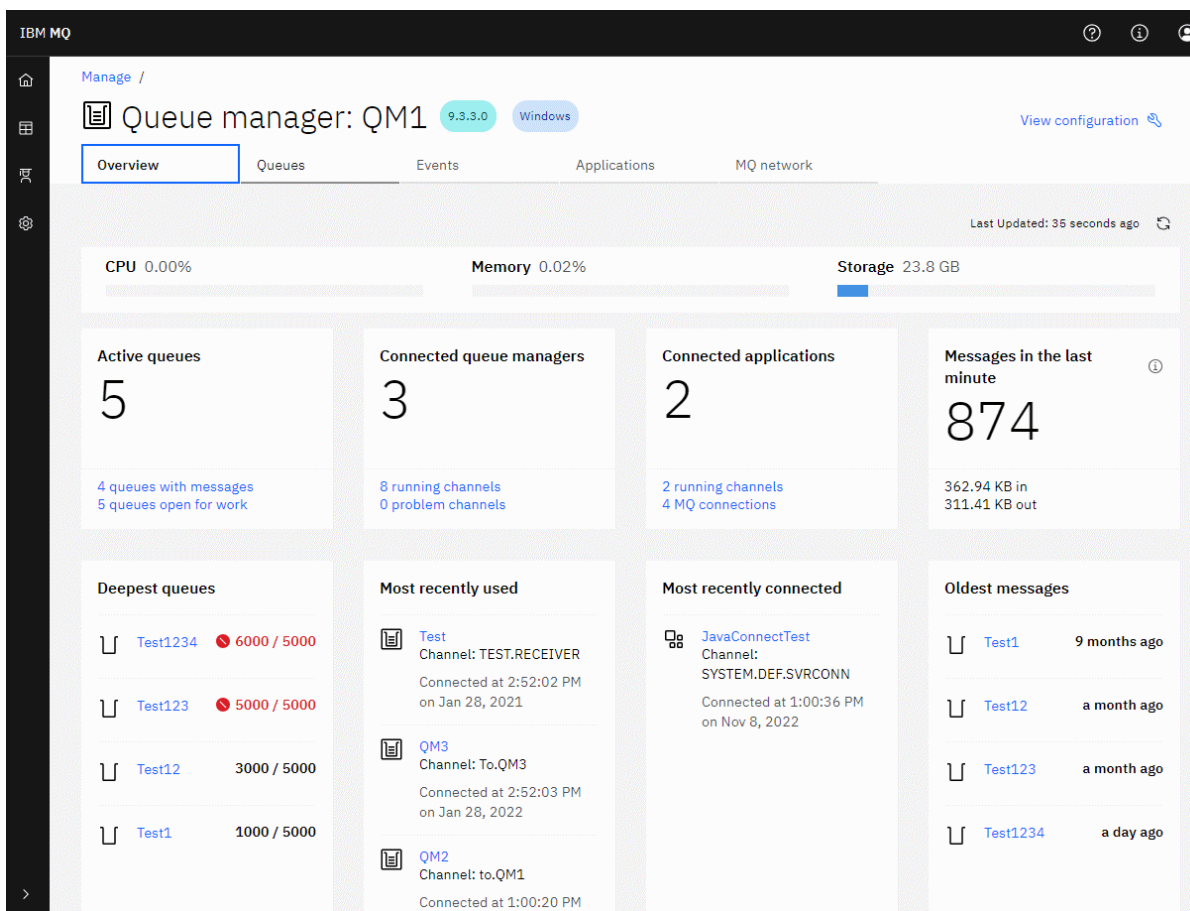 IBM MQ
Manage /
Queue manager: QM1 9.3.3.0 Windows
View configuration
Overview Queues Events Applications MQ network
Last Updated: 35 seconds ago
CPU 0.00% Memory 0.02% Storage 23.8 GB
Active queues
5
4 queues with messages
5 queues open for work
Connected queue managers
3
8 running channels
0 problem channels
Connected applications
2
2 running channels
4 MQ connections
Messages in the last
minute
874
362.94 KB in
311.41 KB out
Deepest queues
Test1234 6000 / 5000
Test123 5000 / 5000
Test12 3000 / 5000
Test1 1000 / 5000
Most recently used
Test
Channel: TEST.RECEIVER
Connected at 2:52:02 PM
on Jan 28, 2021
QM3
Channel: To.QM3
Connected at 2:52:03 PM
on Jan 28, 2022
QM2
Channel: to.QM1
Connected at 1:00:20 PM
Most recently connected
JavaConnectTest
Channel:
SYSTEM.DEF.SVRCONN
Connected at 1:00:36 PM
on Nov 8, 2022
Oldest messages
Test1 9 months ago
Test12 a month ago
Test123 a month ago
Test1234 a day ago